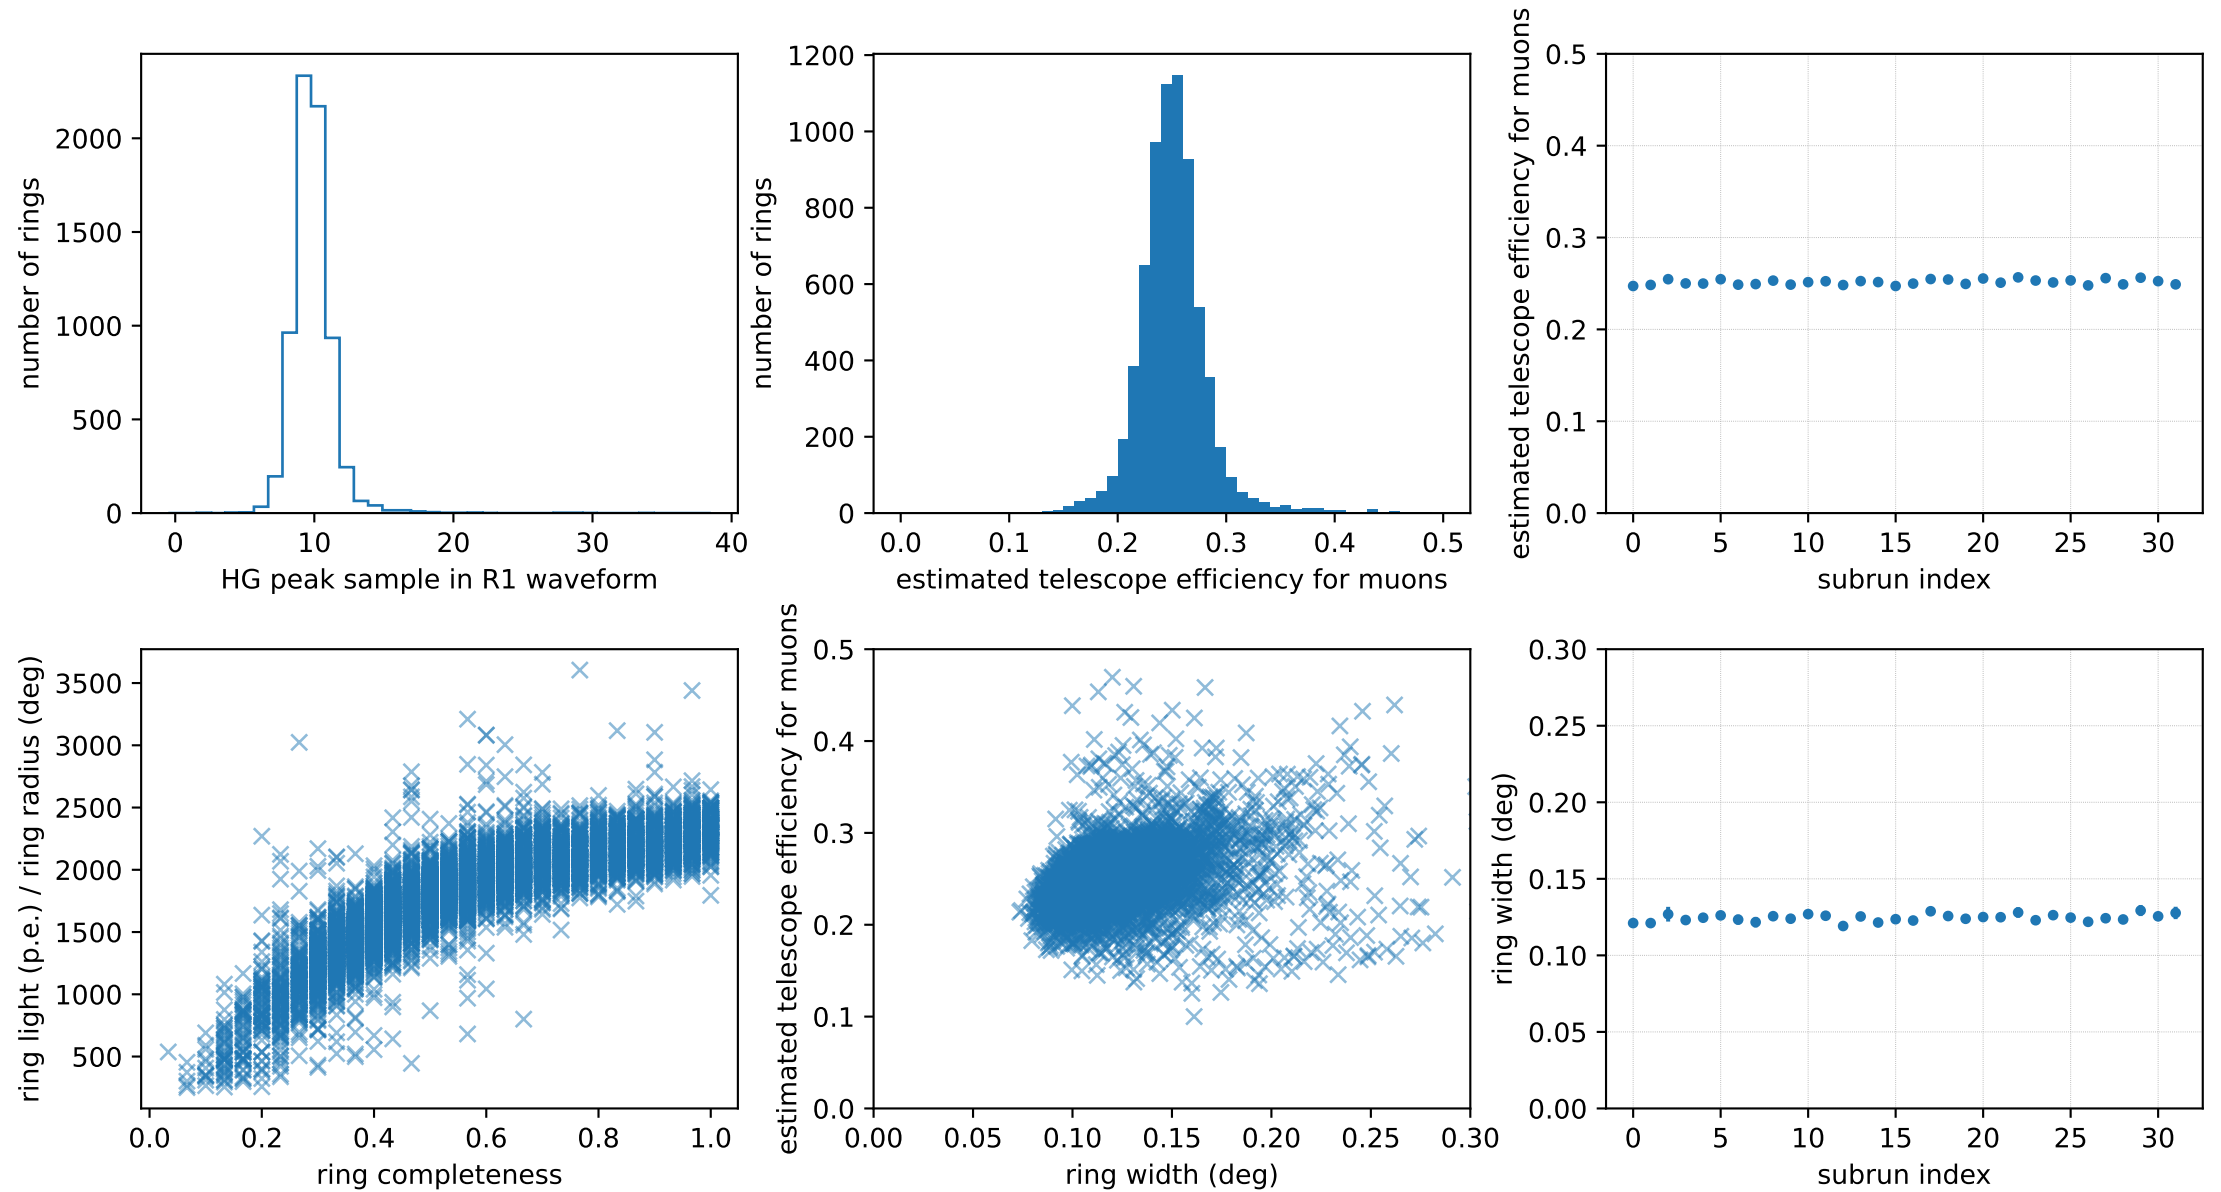 2000
1500
1000
500
0
number of rings
0 10 20 30 40
HG peak sample in R1 waveform
1200
1000
800
600
400
200
0
number of rings
0.0 0.1 0.2 0.3 0.4 0.5
estimated telescope efficiency for muons
0.5
0.4
0.3
0.2
0.1
0.0
estimated telescope efficiency for muons
0 5 10 15 20 25 30
subrun index
3500
3000
2500
2000
1500
1000
500
ring light (p.e.) / ring radius (deg)
0.0 0.2 0.4 0.6 0.8 1.0
ring completeness
0.5
0.4
0.3
0.2
0.1
0.0
estimated telescope efficiency for muons
0.00 0.05 0.10 0.15 0.20 0.25 0.30
ring width (deg)
0.30
0.25
0.20
0.15
0.10
0.05
0.00
ring width (deg)
0 5 10 15 20 25 30
subrun index